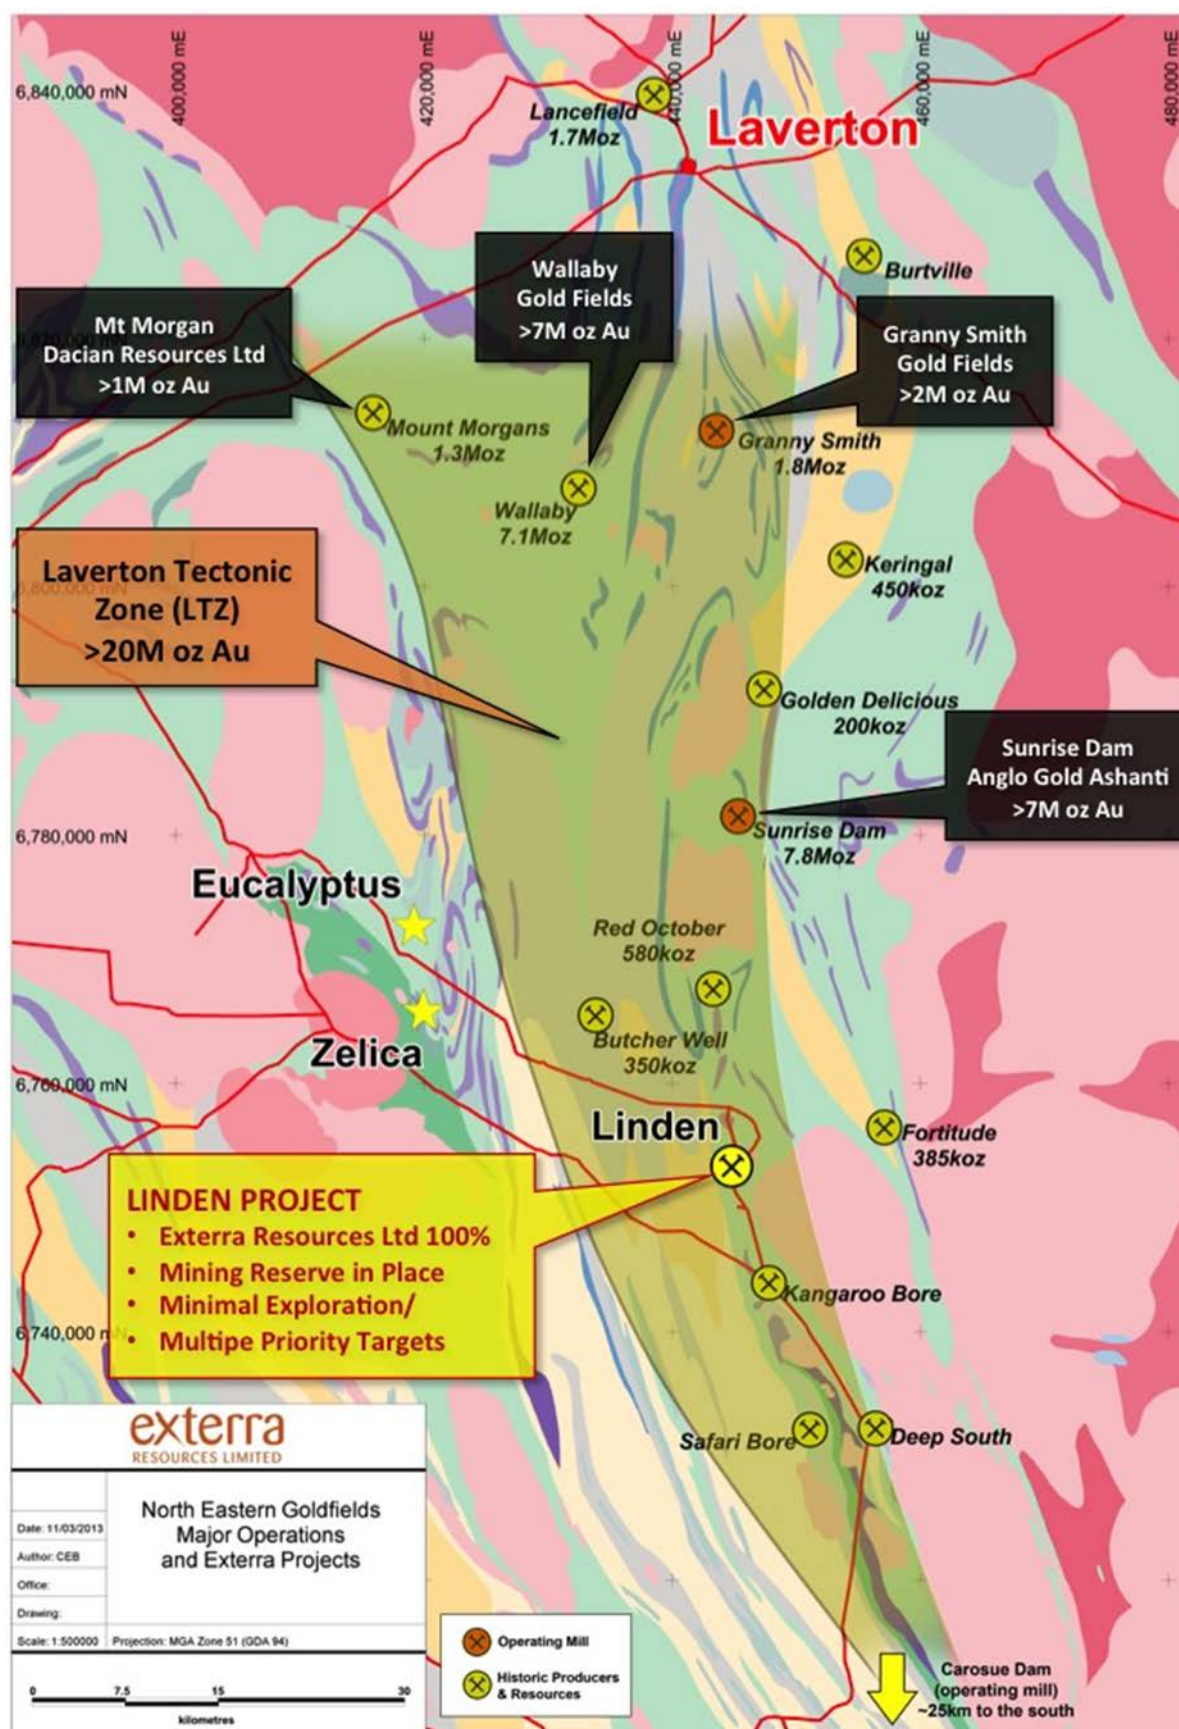 400,000 mE
420,000 mE
440,000 mE
460,000 mE
480,000 mE
6,840,000 mN
Lancefield
1.7Moz
Laverton
Burtville
Wallaby
Gold Fields
>7M oz Au
Mt Morgan
Dacian Resources Ltd
>1M oz Au
Granny Smith
Gold Fields
>2M oz Au
Mount Morgans
1.3Moz
Granny Smith
1.8Moz
Wallaby
7.1Moz
Laverton Tectonic
Zone (LTZ)
>20M oz Au
6,800,000 mN
Keringal
450koz
Golden Delicious
200koz
Sunrise Dam
Anglo Gold Ashanti
>7M oz Au
6,780,000 mN
Sunrise Dam
7.8Moz
Eucalyptus
Red October
580koz
Zelica
Butcher Well
350koz
6,760,000 mN
Linden
Fortitude
385koz
LINDEN PROJECT
• Exterra Resources Ltd 100%
• Mining Reserve in Place
• Minimal Exploration/
• Multipe Priority Targets
Kangaroo Bore
6,740,000 mN
Safari Bore
Deep South
exterra
RESOURCES LIMITED
North Eastern Goldfields
Major Operations
and Exterra Projects
Date: 11/03/2013
Author: CEB
Office:
Drawing:
Scale: 1:500000
Projection: MGA Zone 51 (GDA 94)
0 7.5 15 30
kilometres
Operating Mill
Historic Producers
& Resources
Carosue Dam
(operating mill)
~25km to the south